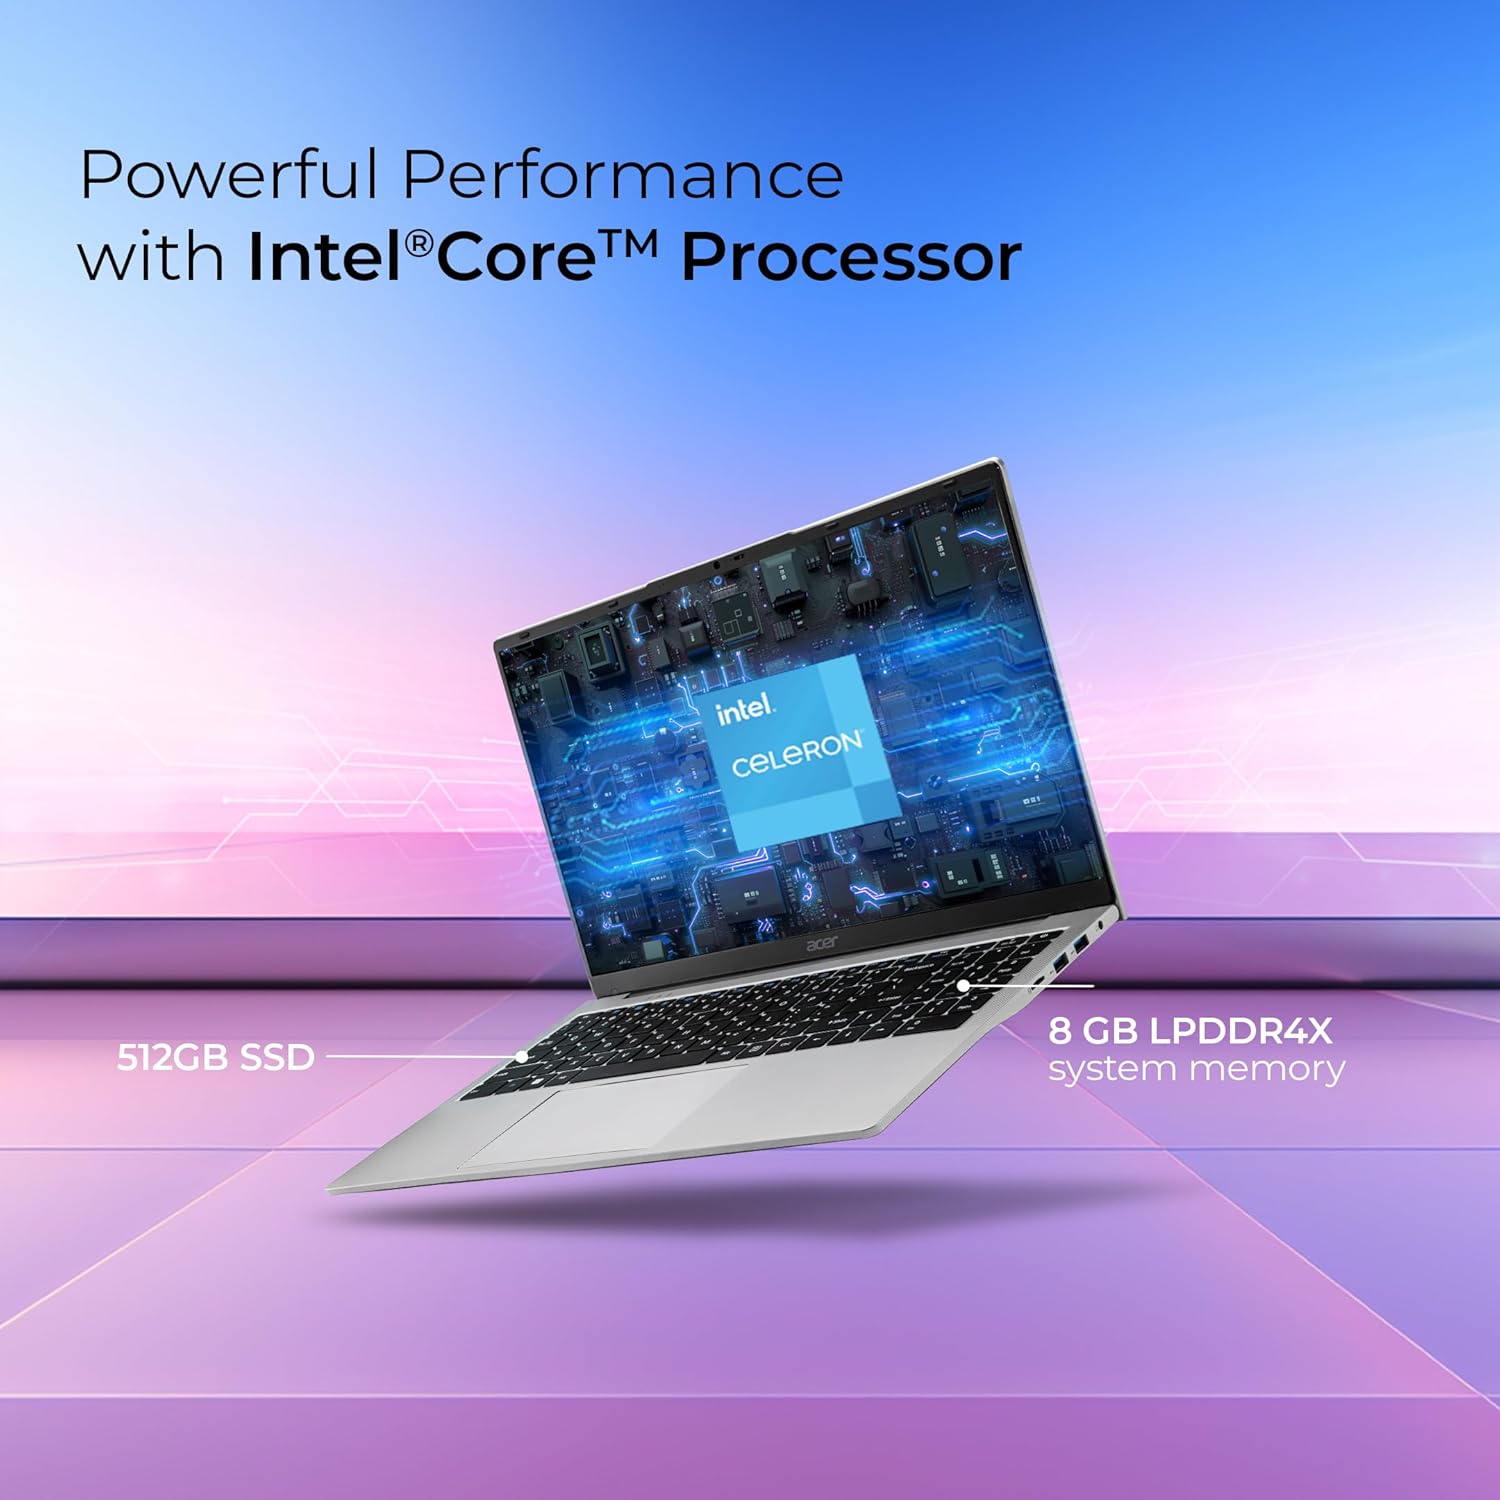 Powerful Performance
with Intel®Core™ Processor
intel.
CELERON
acer
512GB SSD
8 GB LPDDR4X
system memory